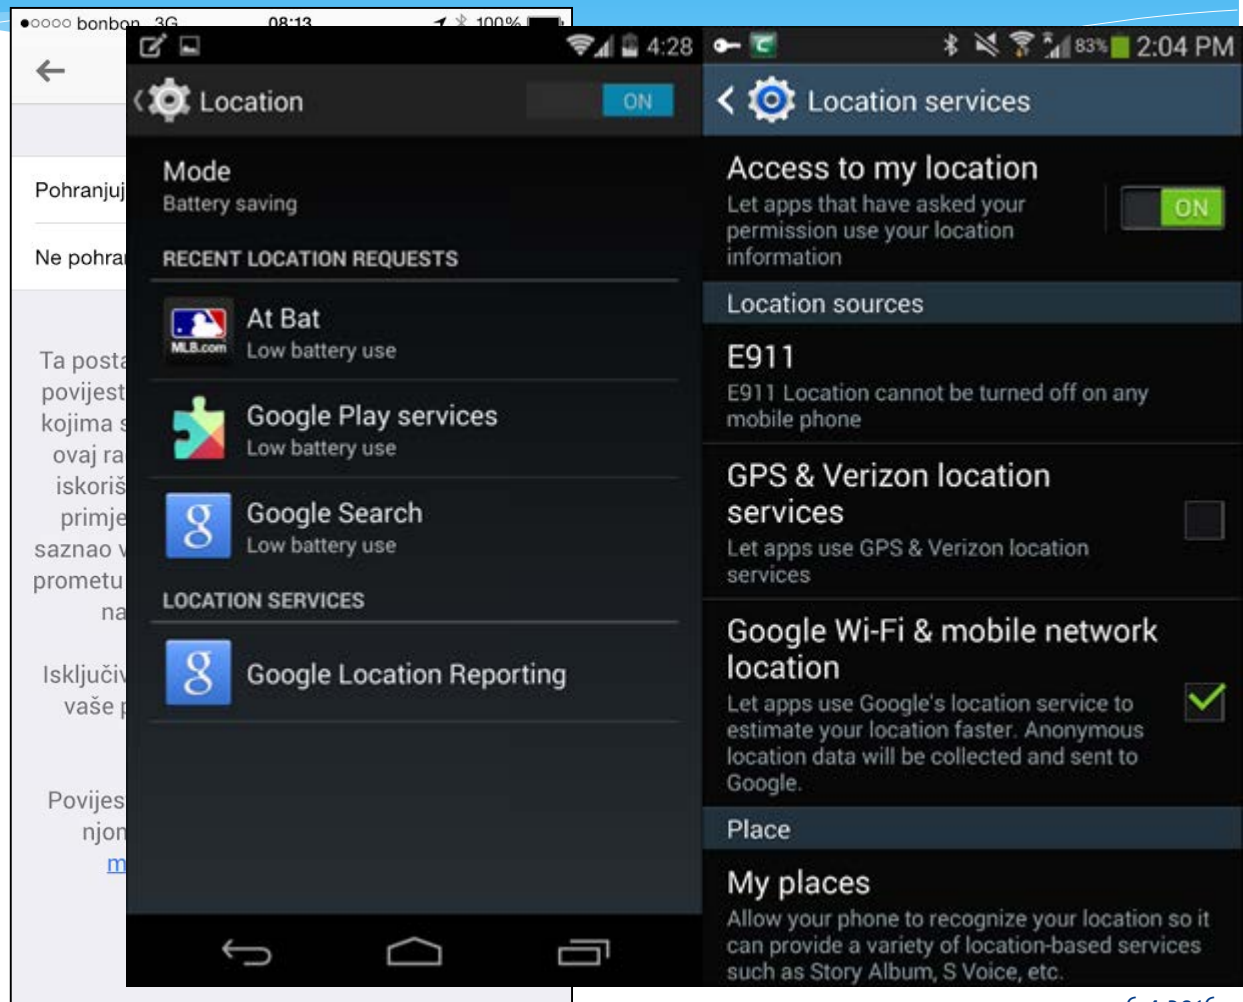 bonbon 3G 08:13 100%
Pohranjuj
Ne pohra
Ta posta
povijest
kojima s
ovaj ra
iskoriš
primje
saznao v
prometu
na
Isključiv
vaše p
Povijes
njom
m
4:28
Location ON
Mode
Battery saving
RECENT LOCATION REQUESTS
MLB.com
At Bat
Low battery use
Google Play services
Low battery use
g
Google Search
Low battery use
LOCATION SERVICES
g
Google Location Reporting
83% 2:04 PM
Location services
Access to my location
Let apps that have asked your
permission use your location
information
ON
Location sources
E911
E911 Location cannot be turned off on any
mobile phone
GPS & Verizon location
services
Let apps use GPS & Verizon location
services
Google Wi-Fi & mobile network
location
Let apps use Google's location service to
estimate your location faster. Anonymous
location data will be collected and sent to
Google.
Place
My places
Allow your phone to recognize your location so it
can provide a variety of location-based services
such as Story Album, S Voice, etc.